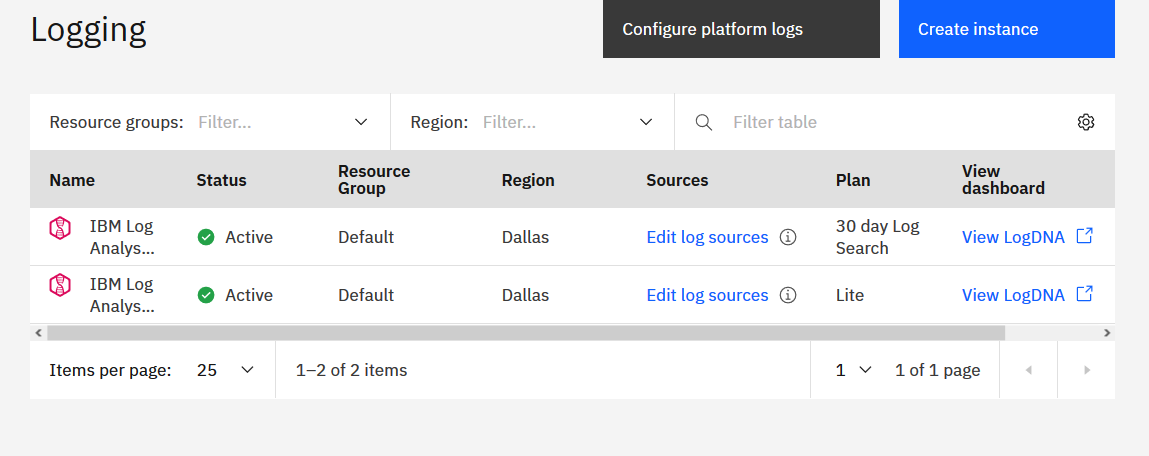 Logging
Configure platform logs
Create instance
Resource groups: Filter...
Region: Filter...
Filter table
Name Status Resource Group Region Sources Plan View dashboard
IBM Log Analys... Active Default Dallas Edit log sources 30 day Log Search View LogDNA
IBM Log Analys... Active Default Dallas Edit log sources Lite View LogDNA
Items per page: 25 1–2 of 2 items 1 1 of 1 page